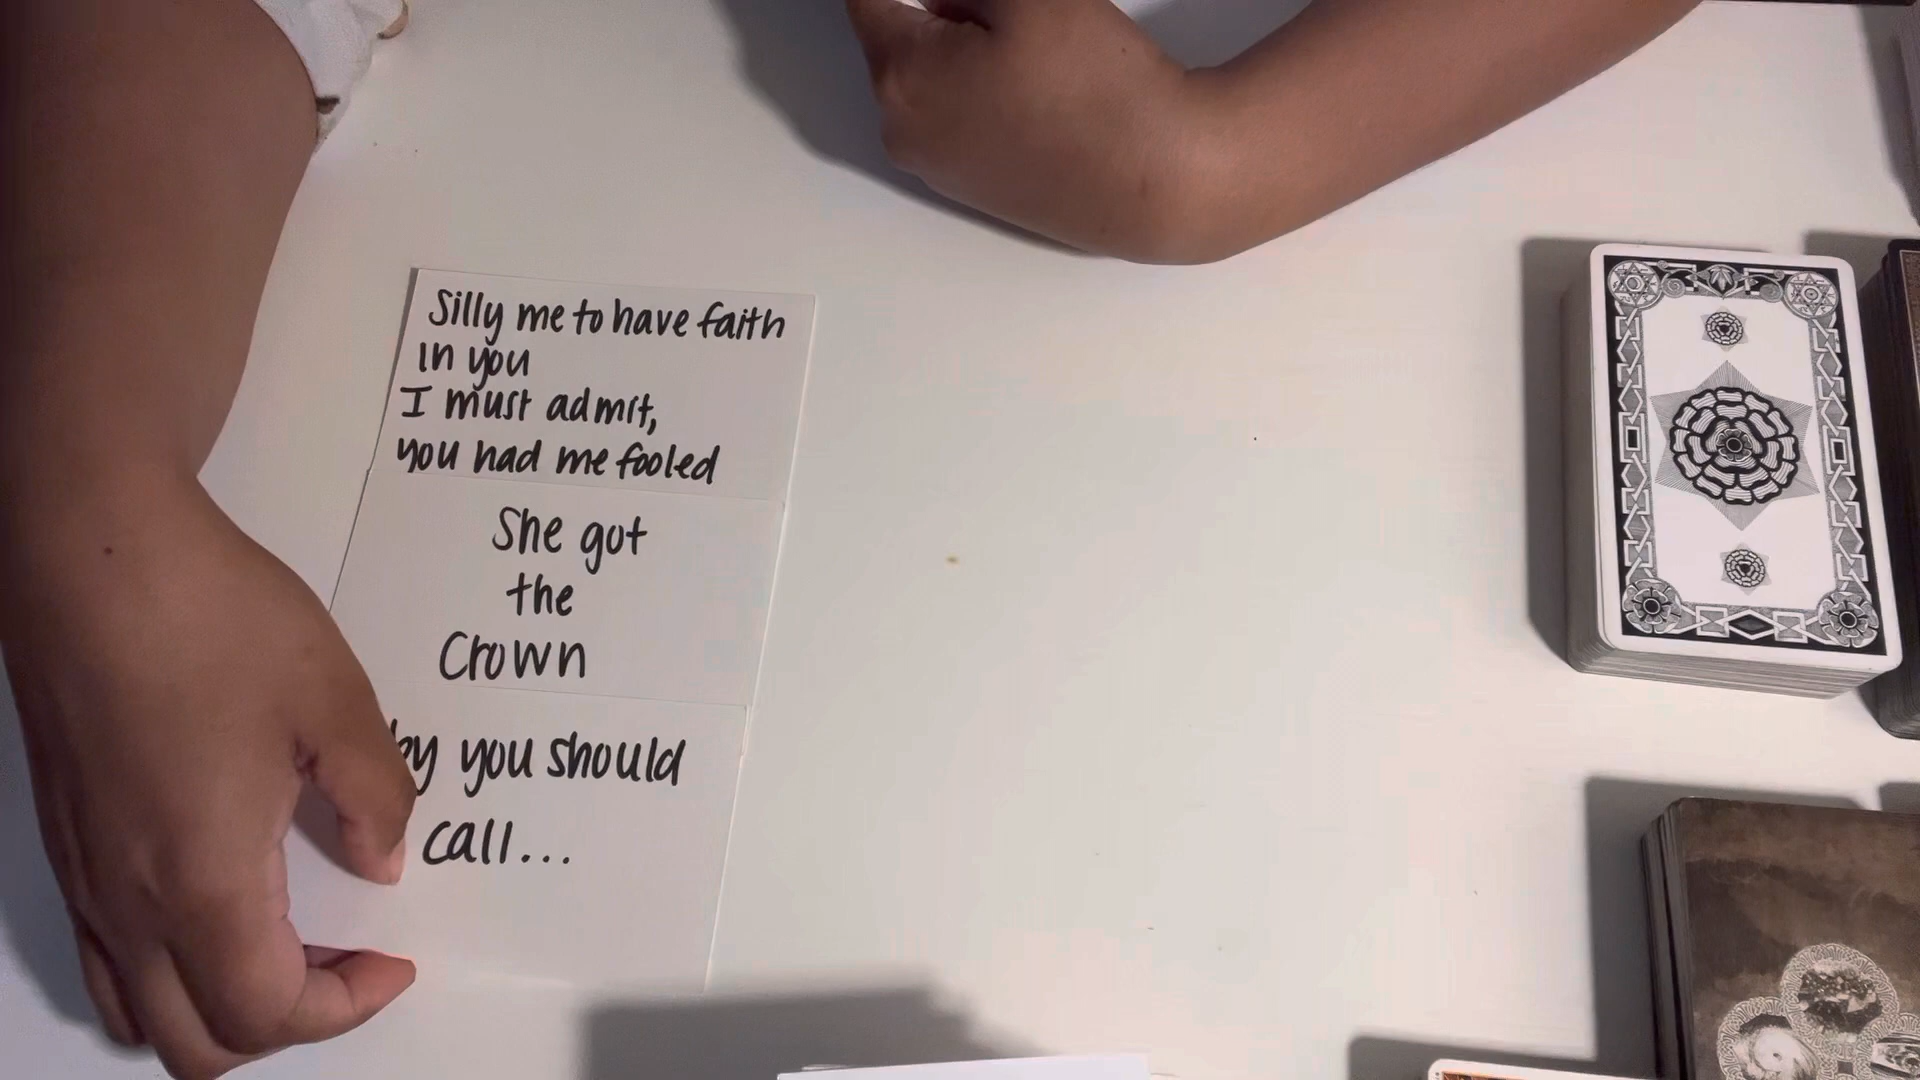 Silly me to have faith
in you
I must admit,
you had me fooled
She got
the
Crown
you should
call...